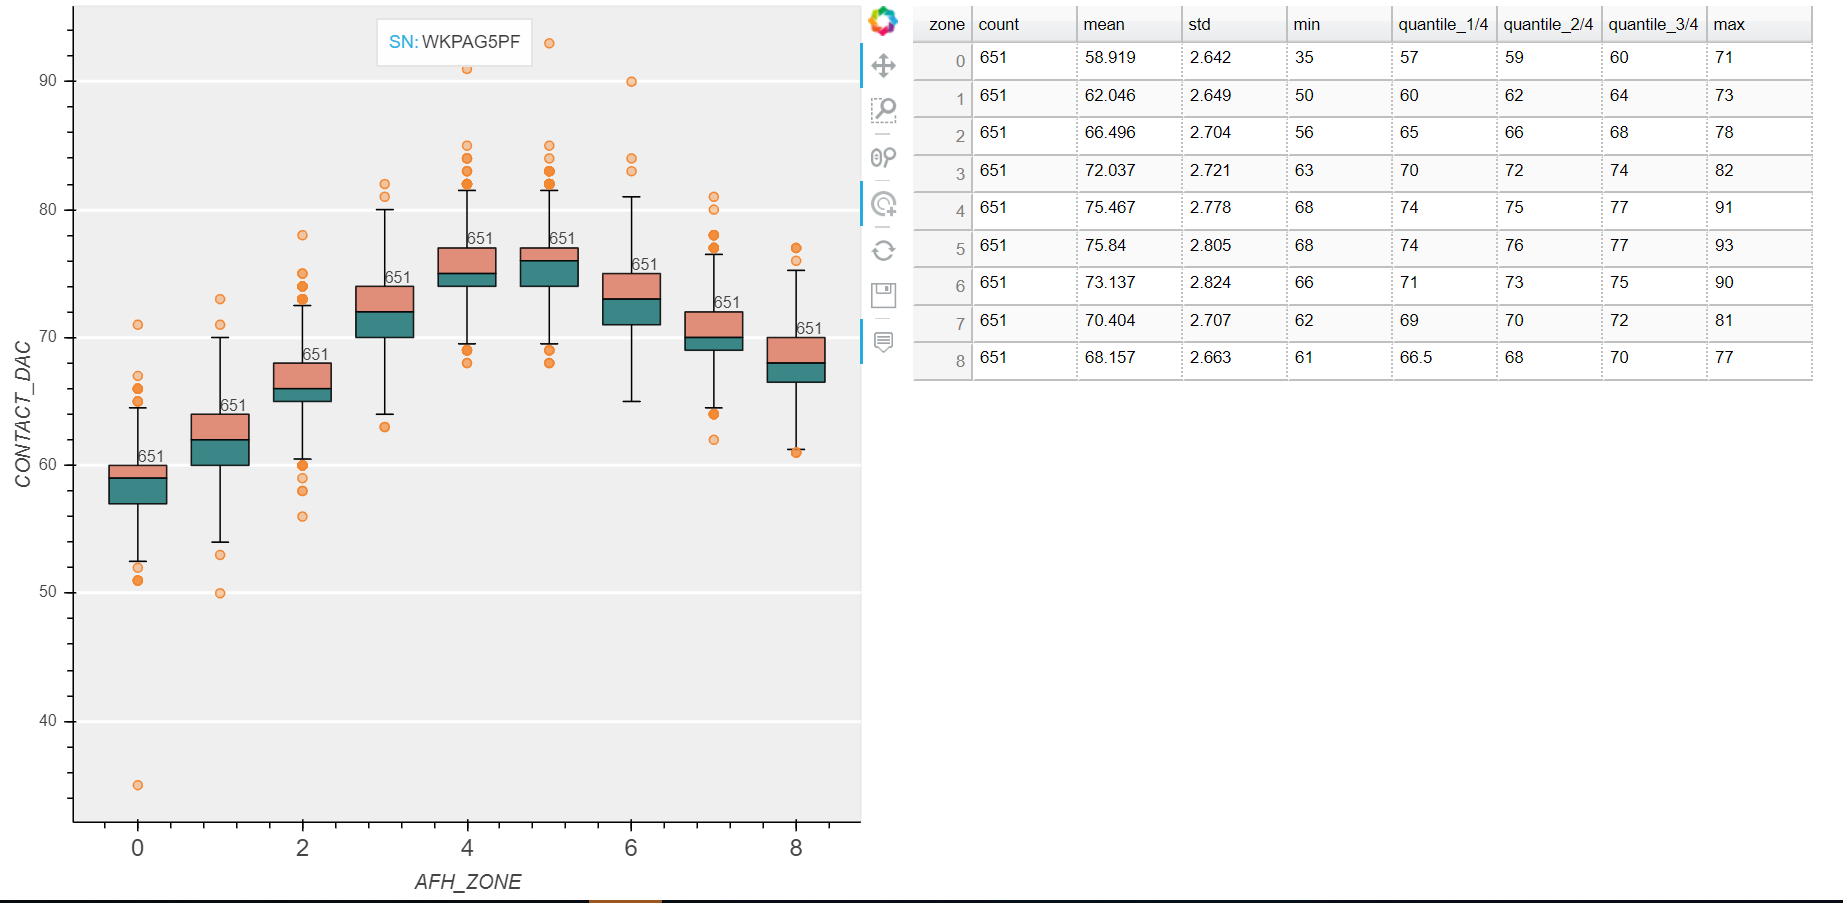 SN: WKPAG5PF
90
80
70
60
50
40
CONTACT_DAC
651
651
651
651
651
651
651
651
651
0 2 4 6 8
AFH_ZONE
zone count mean std min quantile_1/4 quantile_2/4 quantile_3/4 max
0 651 58.919 2.642 35 57 59 60 71
1 651 62.046 2.649 50 60 62 64 73
2 651 66.496 2.704 56 65 66 68 78
3 651 72.037 2.721 63 70 72 74 82
4 651 75.467 2.778 68 74 75 77 91
5 651 75.84 2.805 68 74 76 77 93
6 651 73.137 2.824 66 71 73 75 90
7 651 70.404 2.707 62 69 70 72 81
8 651 68.157 2.663 61 66.5 68 70 77